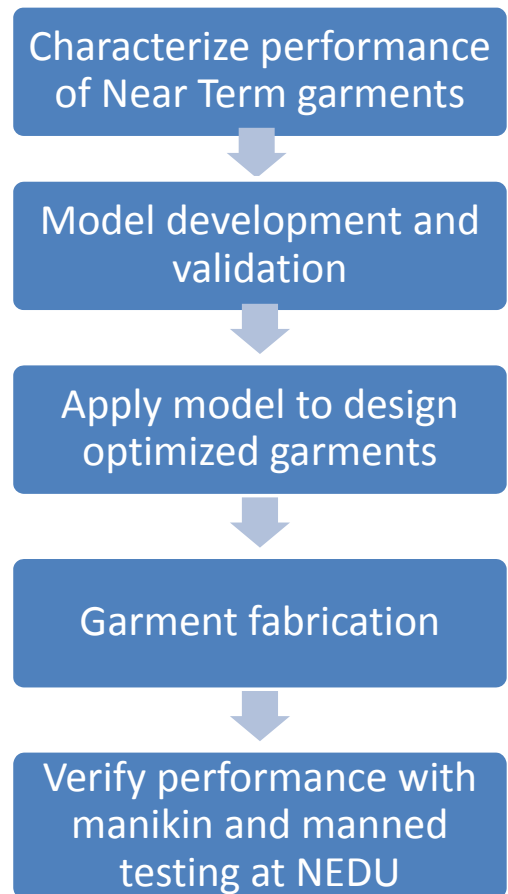 Characterize performance
of Near Term garments
Model development and
validation
Apply model to design
optimized garments
Garment fabrication
Verify performance with
manikin and manned
testing at NEDU